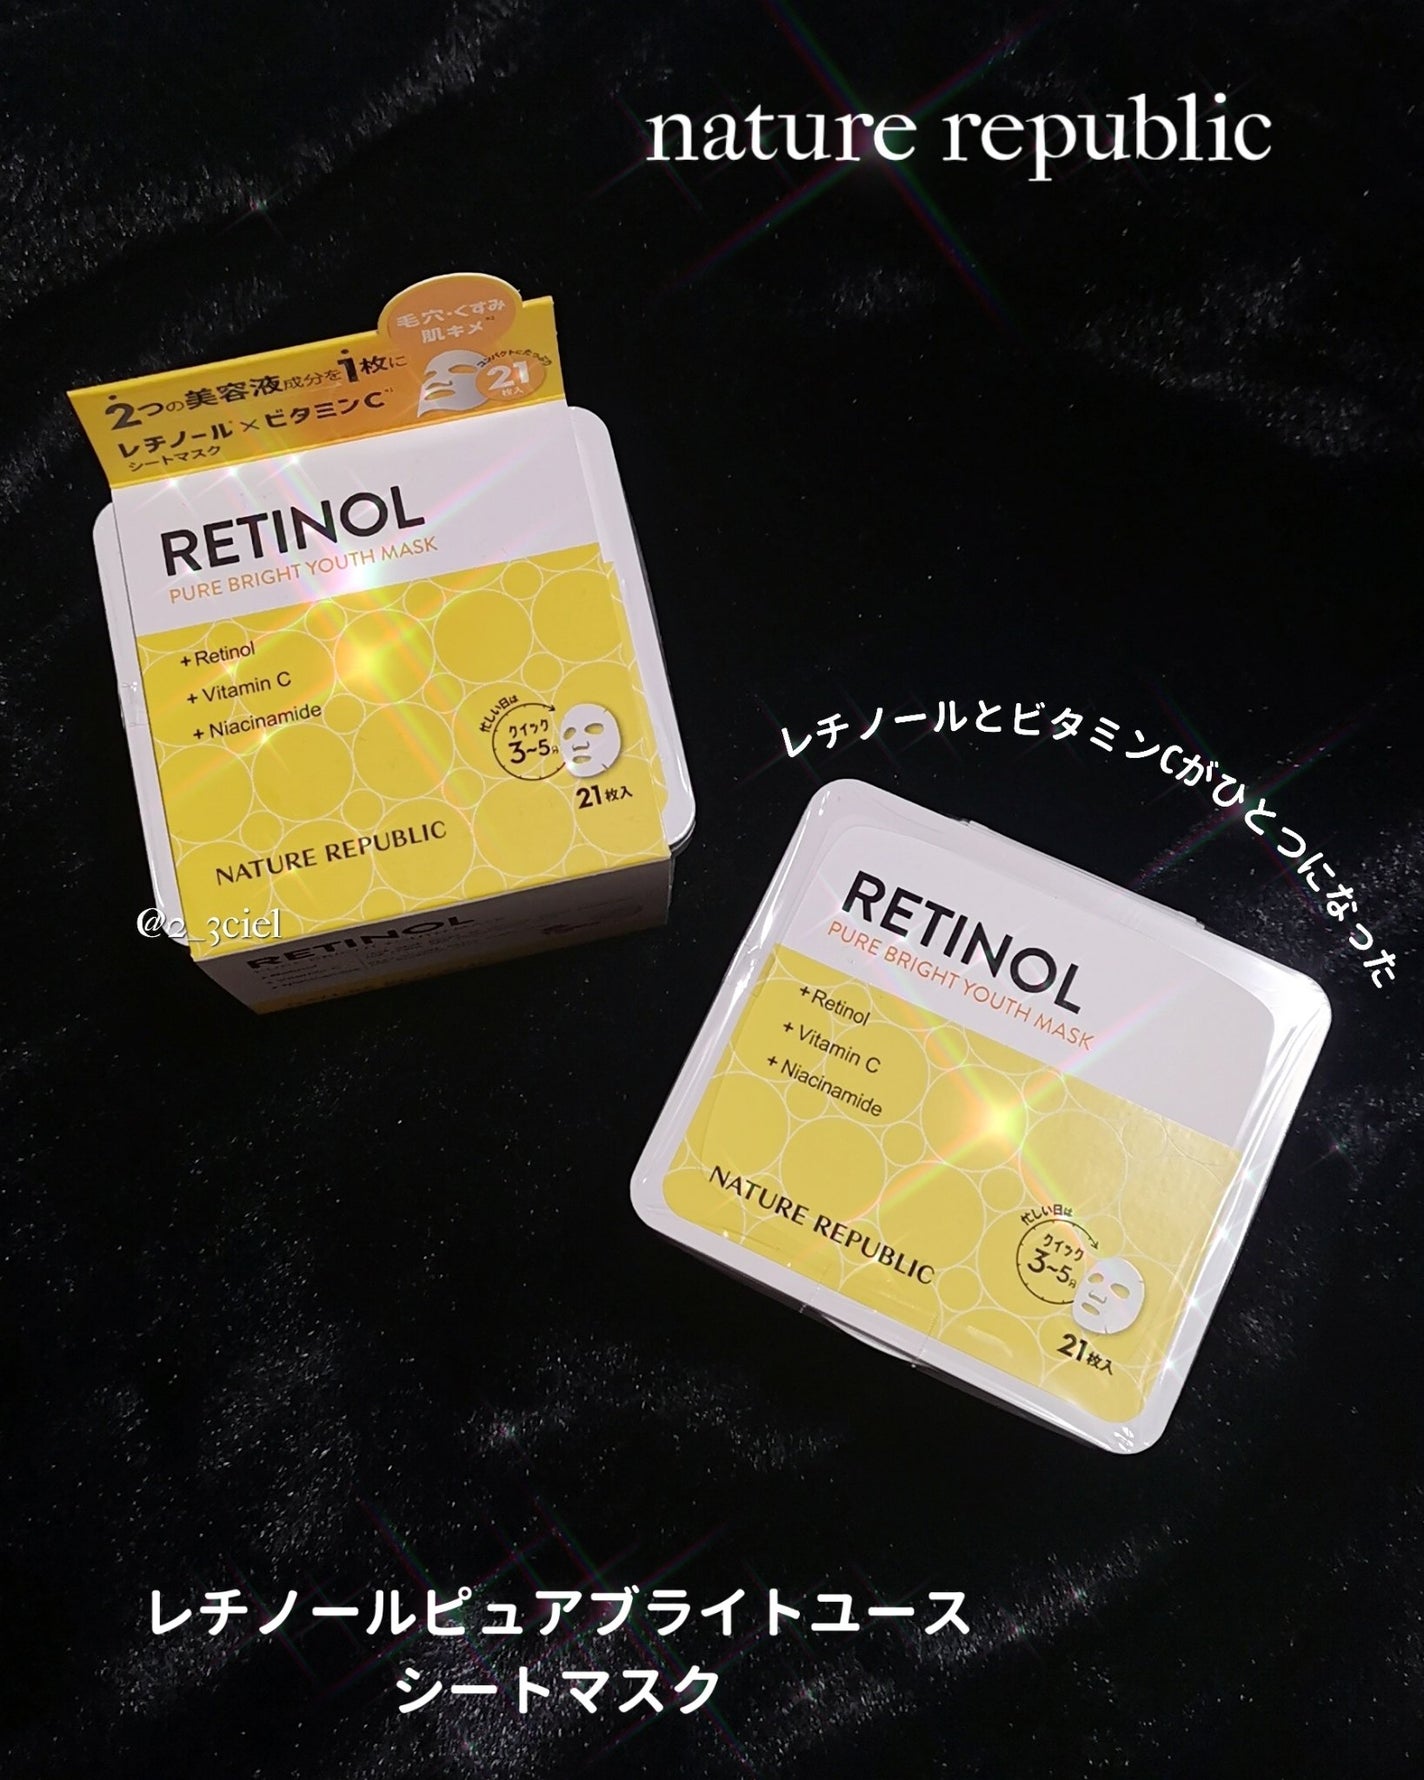 nature republic
毛穴・くすみ
肌キメ
2つの美容液成分を1枚に
レチノール×ビタミンC
シートマスク
21
枚入
RETINOL
PURE BRIGHT YOUTH MASK
+Retinol
+Vitamin C
+Niacinamide
忙しい日は
クイック
3~5分
21枚入
NATURE REPUBLIC
@2_3ciel
RETINOL
レチノールとビタミンCがひとつになった
RETINOL
PURE BRIGHT YOUTH MASK
+Retinol
+Vitamin C
+Niacinamide
NATURE REPUBLIC
忙しい日は
クイック
3~5分
21枚入
レチノールピュアブライトユース
シートマスク